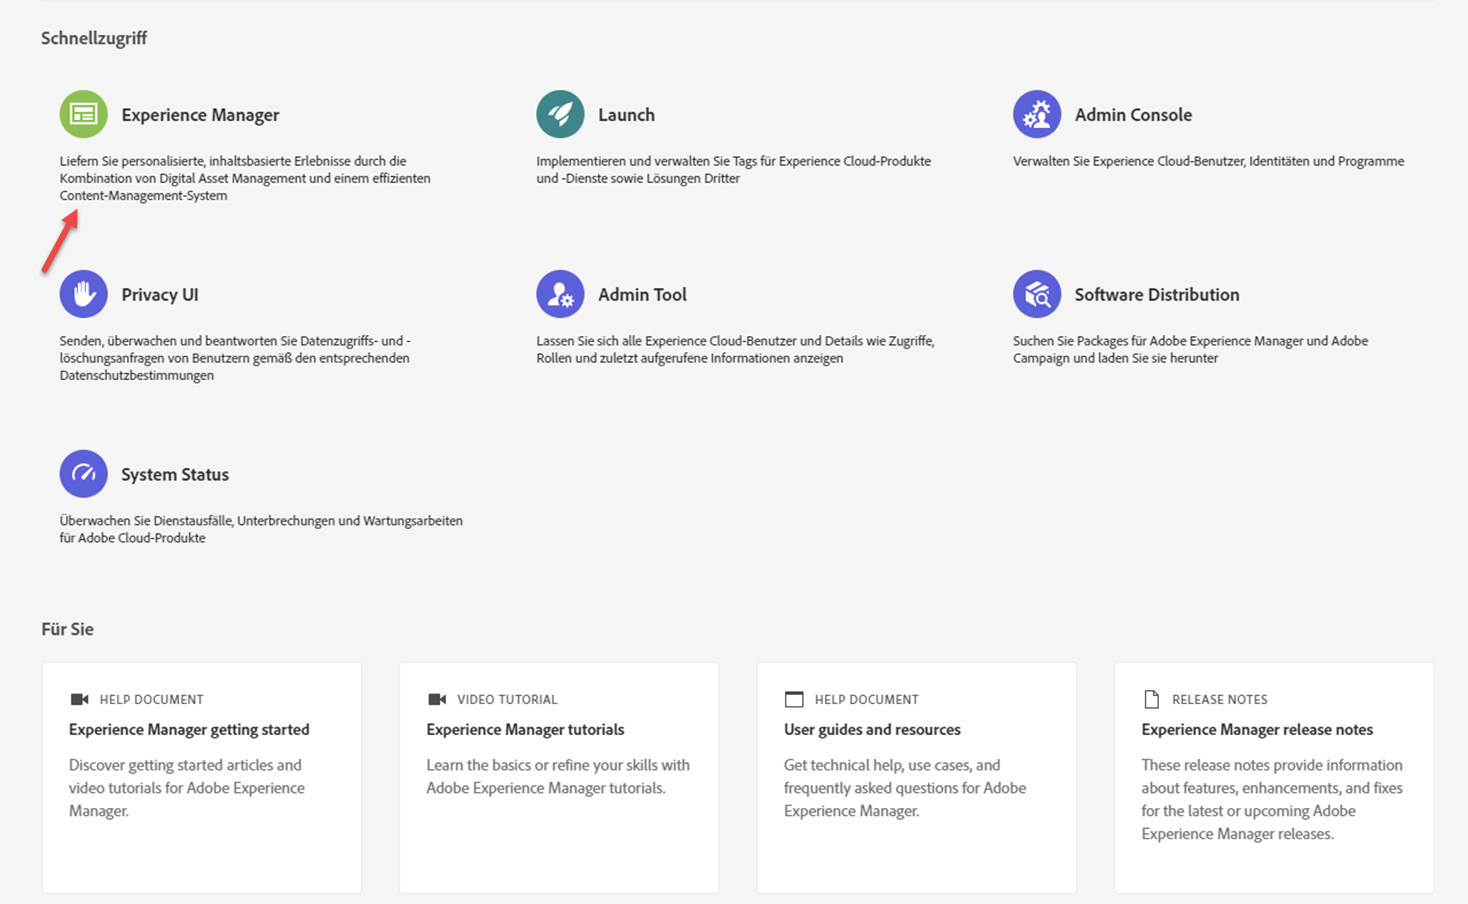 Schnellzugriff
Experience Manager
Liefern Sie personalisierte, inhaltsbasierte Erlebnisse durch die
Kombination von Digital Asset Management und einem effizienten
Content-Management-System
Launch
Implementieren und verwalten Sie Tags für Experience Cloud-Produkte
und -Dienste sowie Lösungen Dritter
Admin Console
Verwalten Sie Experience Cloud-Benutzer, Identitäten und Programme
Privacy UI
Senden, überwachen und beantworten Sie Datenzugriffs- und -
löschungsanfragen von Benutzern gemäß den entsprechenden
Datenschutzbestimmungen
Admin Tool
Lassen Sie sich alle Experience Cloud-Benutzer und Details wie Zugriffe,
Rollen und zuletzt aufgerufene Informationen anzeigen
Software Distribution
Suchen Sie Packages für Adobe Experience Manager und Adobe
Campaign und laden Sie sie herunter
System Status
Überwachen Sie Dienstausfälle, Unterbrechungen und Wartungsarbeiten
für Adobe Cloud-Produkte
Für Sie
HELP DOCUMENT
Experience Manager getting started
Discover getting started articles and
video tutorials for Adobe Experience
Manager.
VIDEO TUTORIAL
Experience Manager tutorials
Learn the basics or refine your skills with
Adobe Experience Manager tutorials.
HELP DOCUMENT
User guides and resources
Get technical help, use cases, and
frequently asked questions for Adobe
Experience Manager.
RELEASE NOTES
Experience Manager release notes
These release notes provide information
about features, enhancements, and fixes
for the latest or upcoming Adobe
Experience Manager releases.